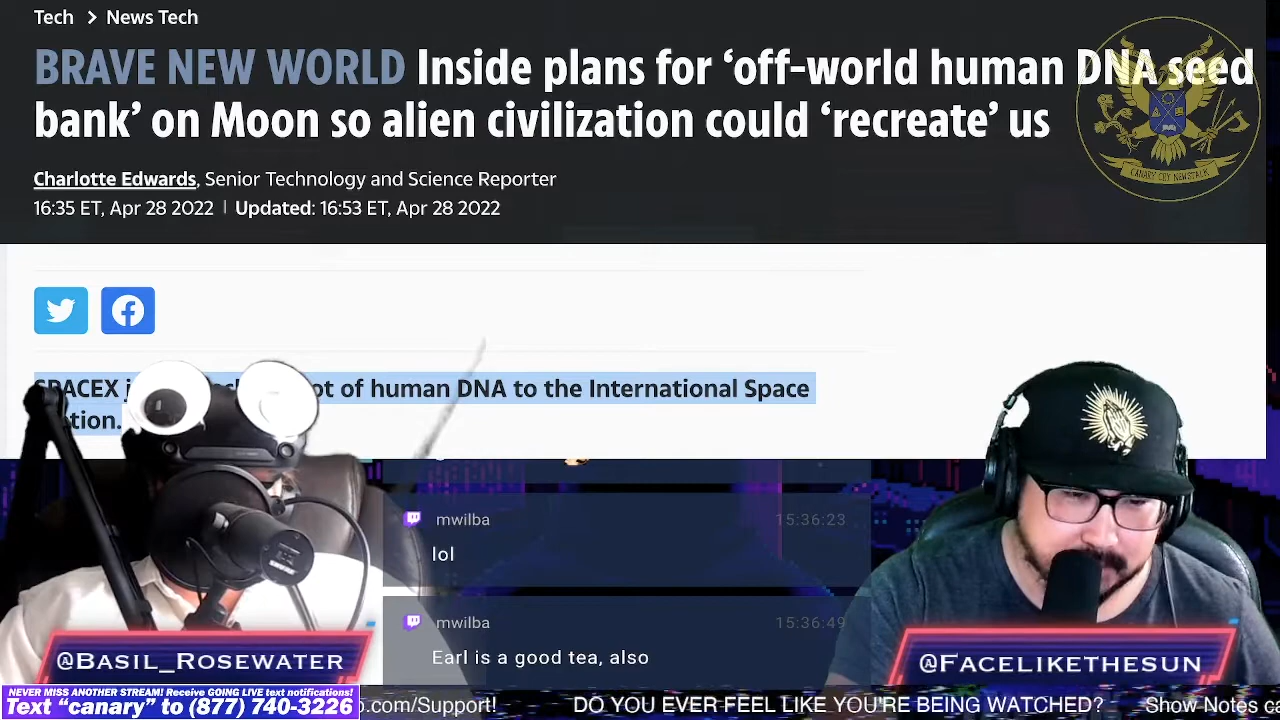 Tech > News Tech
BRAVE NEW WORLD Inside plans for ‘off-world human DNA seed
bank’ on Moon so alien civilization could ‘recreate’ us
CANARY CRY NEWSTALK
Charlotte Edwards, Senior Technology and Science Reporter
16:35 ET, Apr 28 2022 | Updated: 16:53 ET, Apr 28 2022
SPACEX of human DNA to the International Space
mwilba 15:36:23
lol
mwilba 15:36:49
Earl is a good tea, also
@BASIL_ROSEWATER
@FACELIKETHESUN
NEVER MISS ANOTHER STREAM! Receive GOING LIVE text notifications!
Text "canary" to (877) 740-3226
.com/Support! DO YOU EVER FEEL LIKE YOU'RE BEING WATCHED? Show Notes